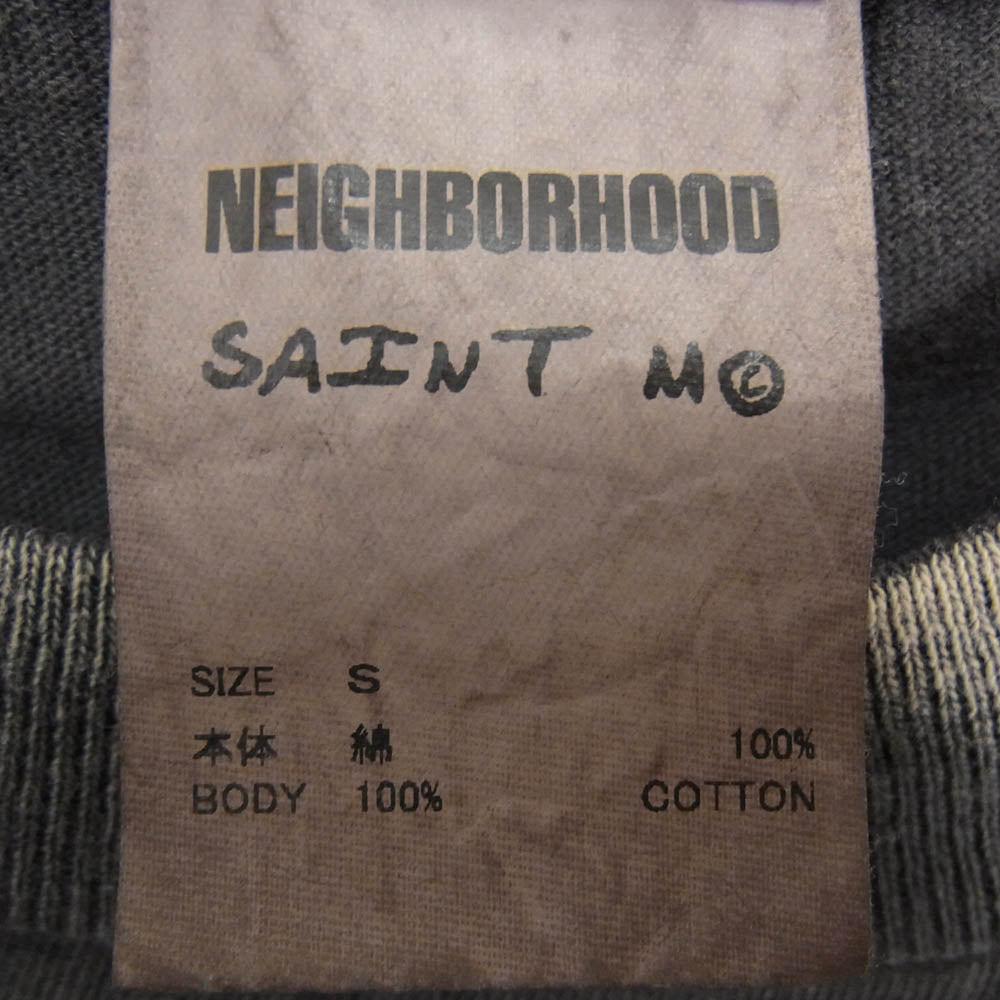 NEIGHBORHOOD
SAINT M©
SIZE S
本体 綿 100%
BODY 100% COTTON